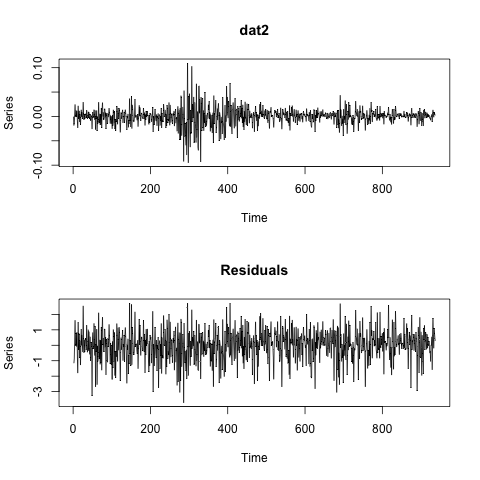 dat2
0.10
0.00
-0.10
Series
0 200 400 600 800
Time
Residuals
1
-1
-3
Series
0 200 400 600 800
Time